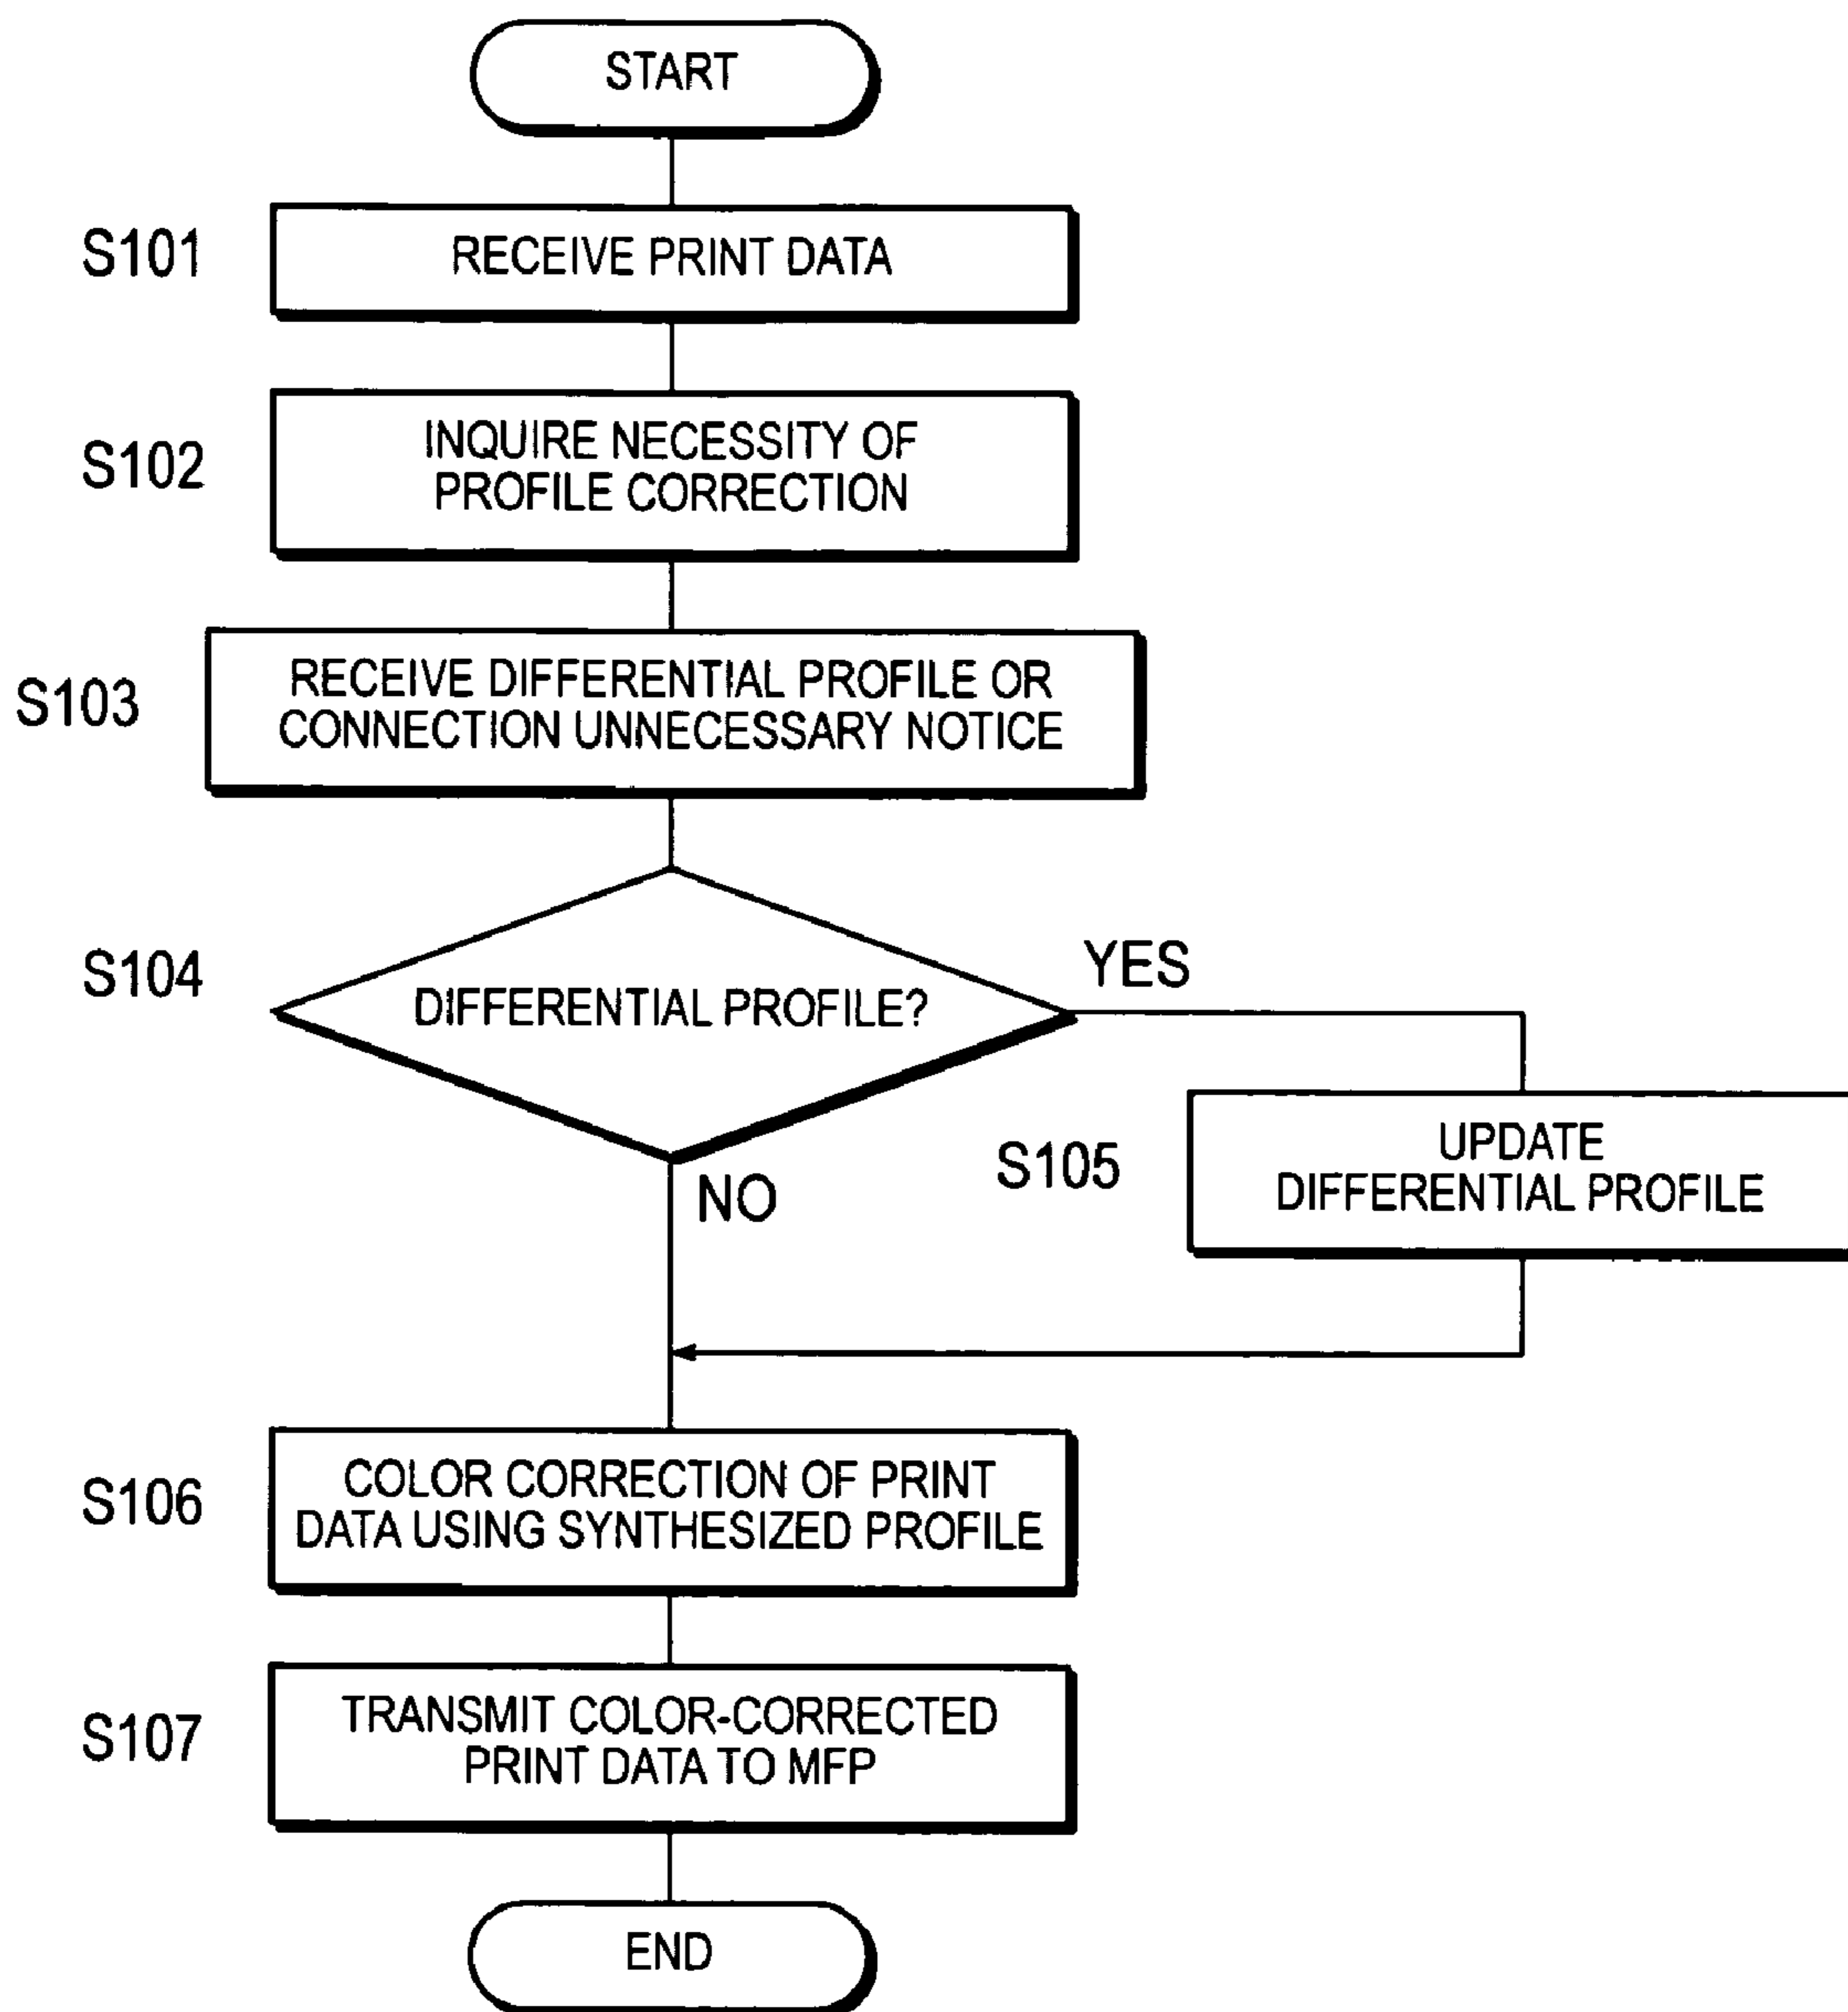 START
S101
RECEIVE PRINT DATA
S102
INQUIRE NECESSITY OF
PROFILE CORRECTION
S103
RECEIVE DIFFERENTIAL PROFILE OR
CONNECTION UNNECESSARY NOTICE
S104
DIFFERENTIAL PROFILE?
YES
NO
S105
UPDATE
DIFFERENTIAL PROFILE
S106
COLOR CORRECTION OF PRINT
DATA USING SYNTHESIZED PROFILE
S107
TRANSMIT COLOR-CORRECTED
PRINT DATA TO MFP
END